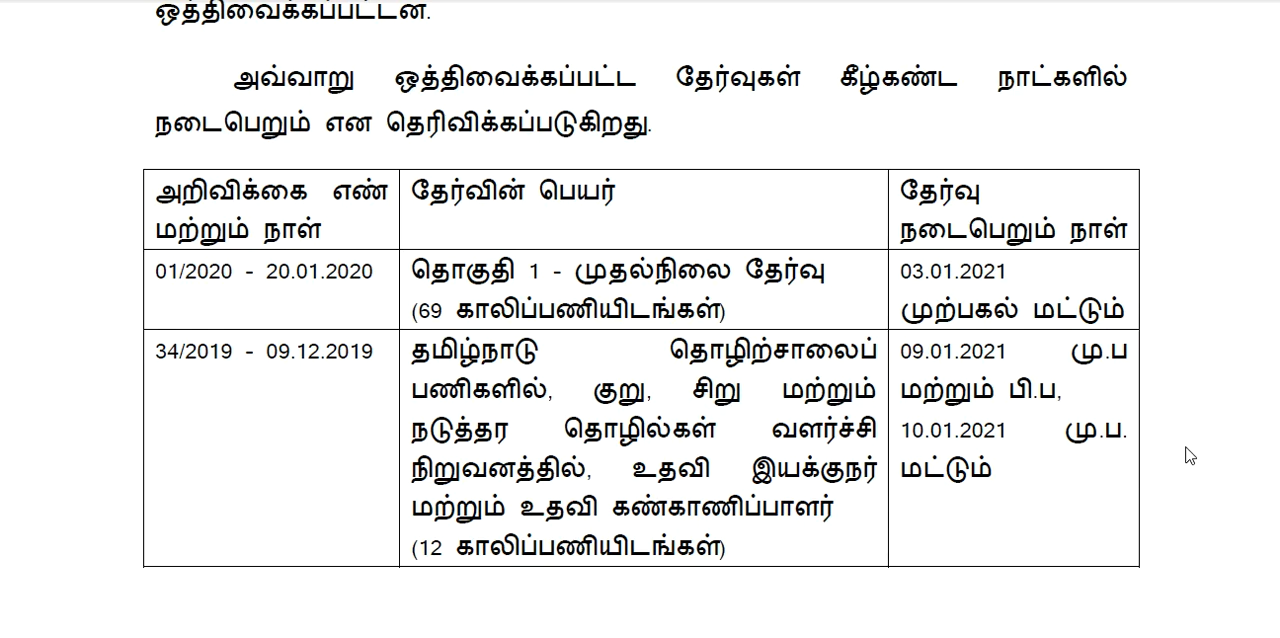 ஒத்திவைக்கப்பட்டன.
அவ்வாறு ஒத்திவைக்கப்பட்ட தேர்வுகள் கீழ்கண்ட நாட்களில்
நடைபெறும் என தெரிவிக்கப்படுகிறது.
அறிவிக்கை எண்
மற்றும் நாள்
தேர்வின் பெயர்
தேர்வு
நடைபெறும் நாள்
01/2020 - 20.01.2020
தொகுதி 1 - முதல்நிலை தேர்வு
(69 காலிப்பணியிடங்கள்)
03.01.2021
முற்பகல் மட்டும்
34/2019 - 09.12.2019
தமிழ்நாடு தொழிற்சாலைப்
பணிகளில், குறு, சிறு மற்றும்
நடுத்தர தொழில்கள் வளர்ச்சி
நிறுவனத்தில், உதவி இயக்குநர்
மற்றும் உதவி கண்காணிப்பாளர்
(12 காலிப்பணியிடங்கள்)
09.01.2021 மு.ப
மற்றும் பி.ப,
10.01.2021 மு.ப.
மட்டும்